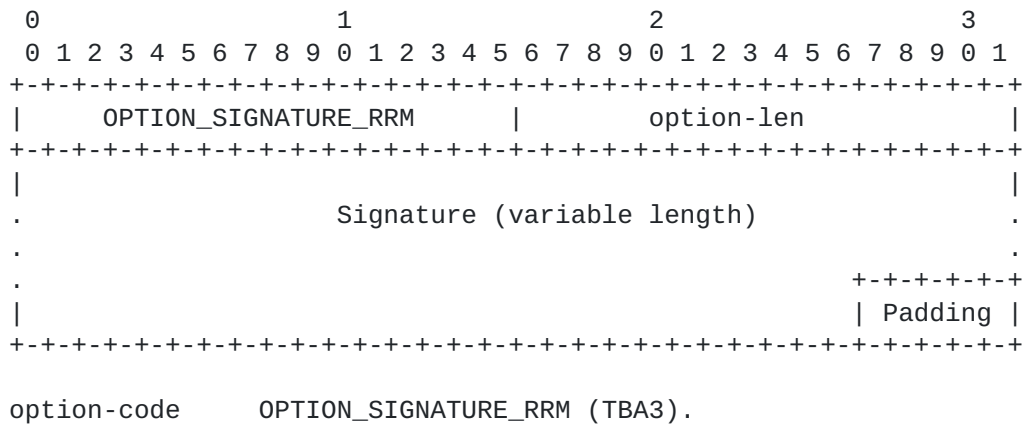 0                   1                   2                   3
 0 1 2 3 4 5 6 7 8 9 0 1 2 3 4 5 6 7 8 9 0 1 2 3 4 5 6 7 8 9 0 1
+-+-+-+-+-+-+-+-+-+-+-+-+-+-+-+-+-+-+-+-+-+-+-+-+-+-+-+-+-+-+-+-+
|     OPTION_SIGNATURE_RRM      |        option-len             |
+-+-+-+-+-+-+-+-+-+-+-+-+-+-+-+-+-+-+-+-+-+-+-+-+-+-+-+-+-+-+-+-+
|                                                               |
.                    Signature (variable length)                .
.                                                               .
.                                                     +-+-+-+-+-+
|                                                     | Padding |
+-+-+-+-+-+-+-+-+-+-+-+-+-+-+-+-+-+-+-+-+-+-+-+-+-+-+-+-+-+-+-+-+
option-code     OPTION_SIGNATURE_RRM (TBA3).